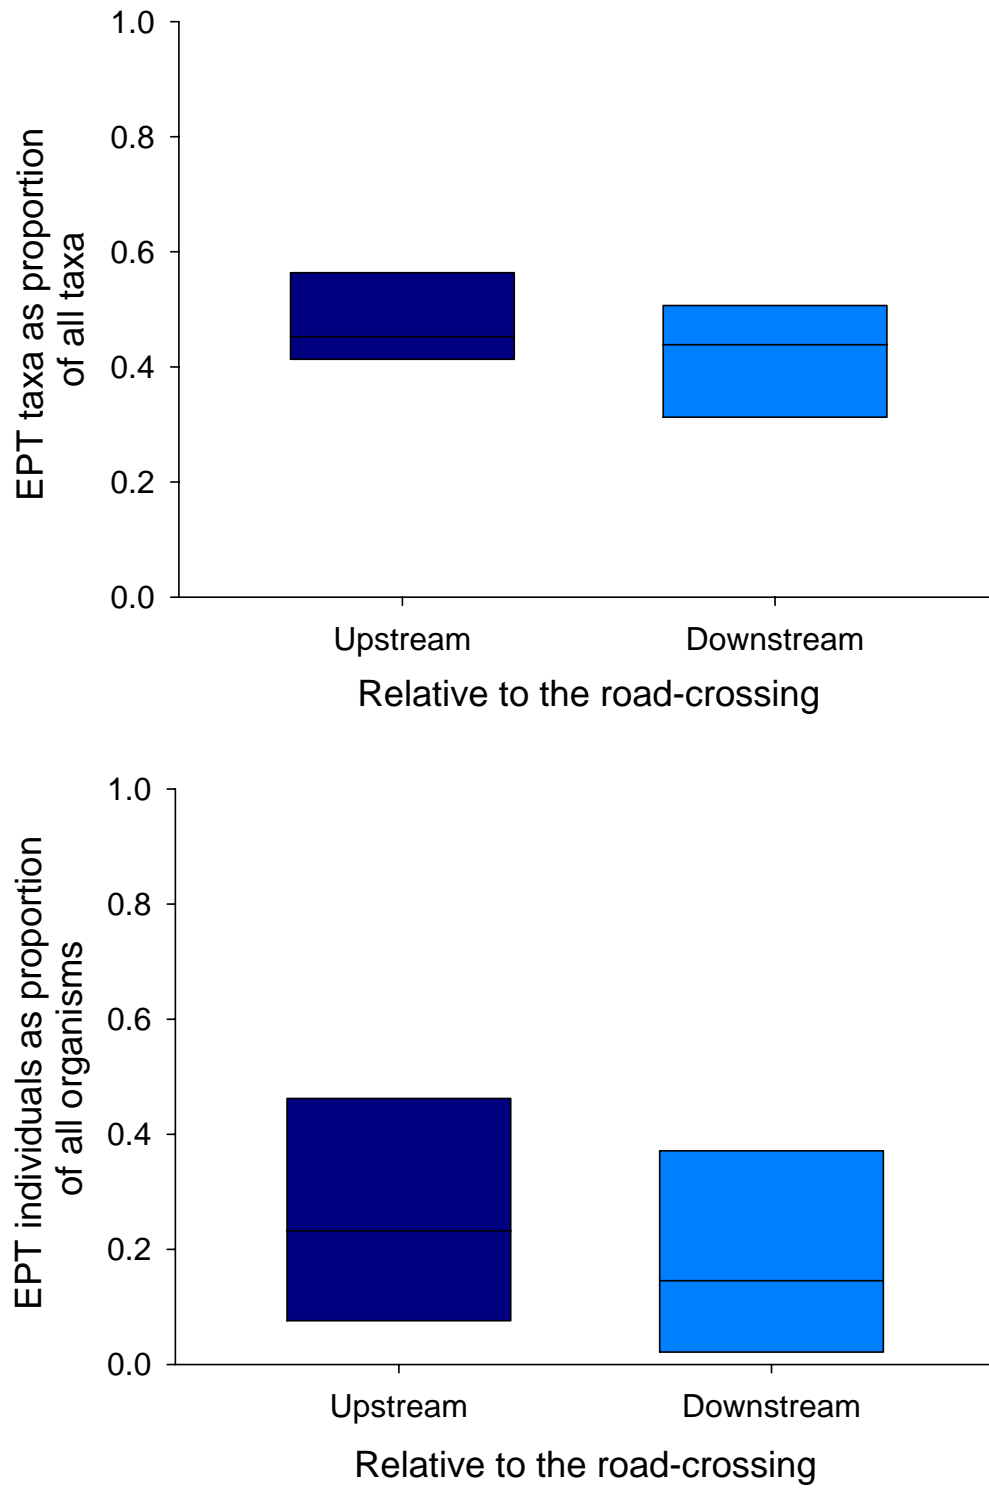 EPT taxa as proportion
of all taxa
1.0
0.8
0.6
0.4
0.2
0.0
Upstream Downstream
Relative to the road-crossing
EPT individuals as proportion
of all organisms
1.0
0.8
0.6
0.4
0.2
0.0
Upstream Downstream
Relative to the road-crossing